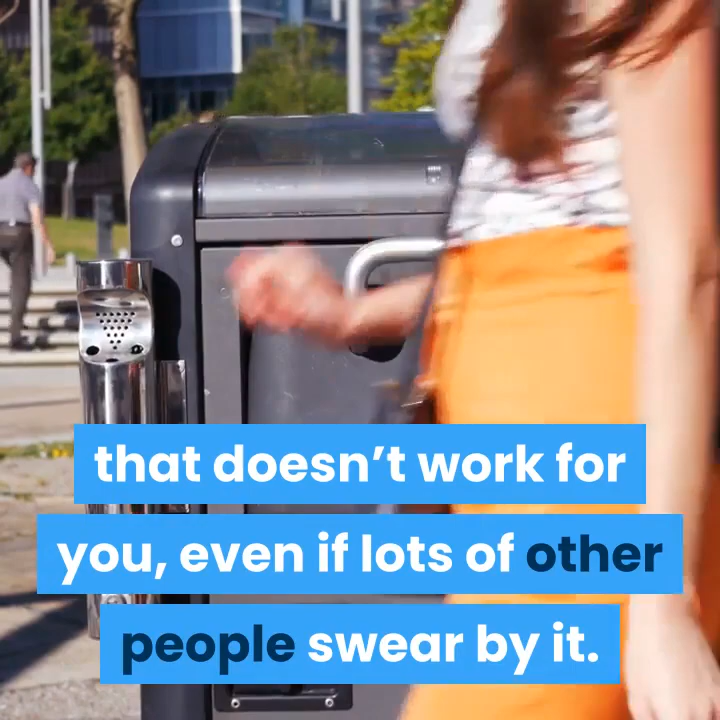 that doesn’t work for
you, even if lots of other
people swear by it.